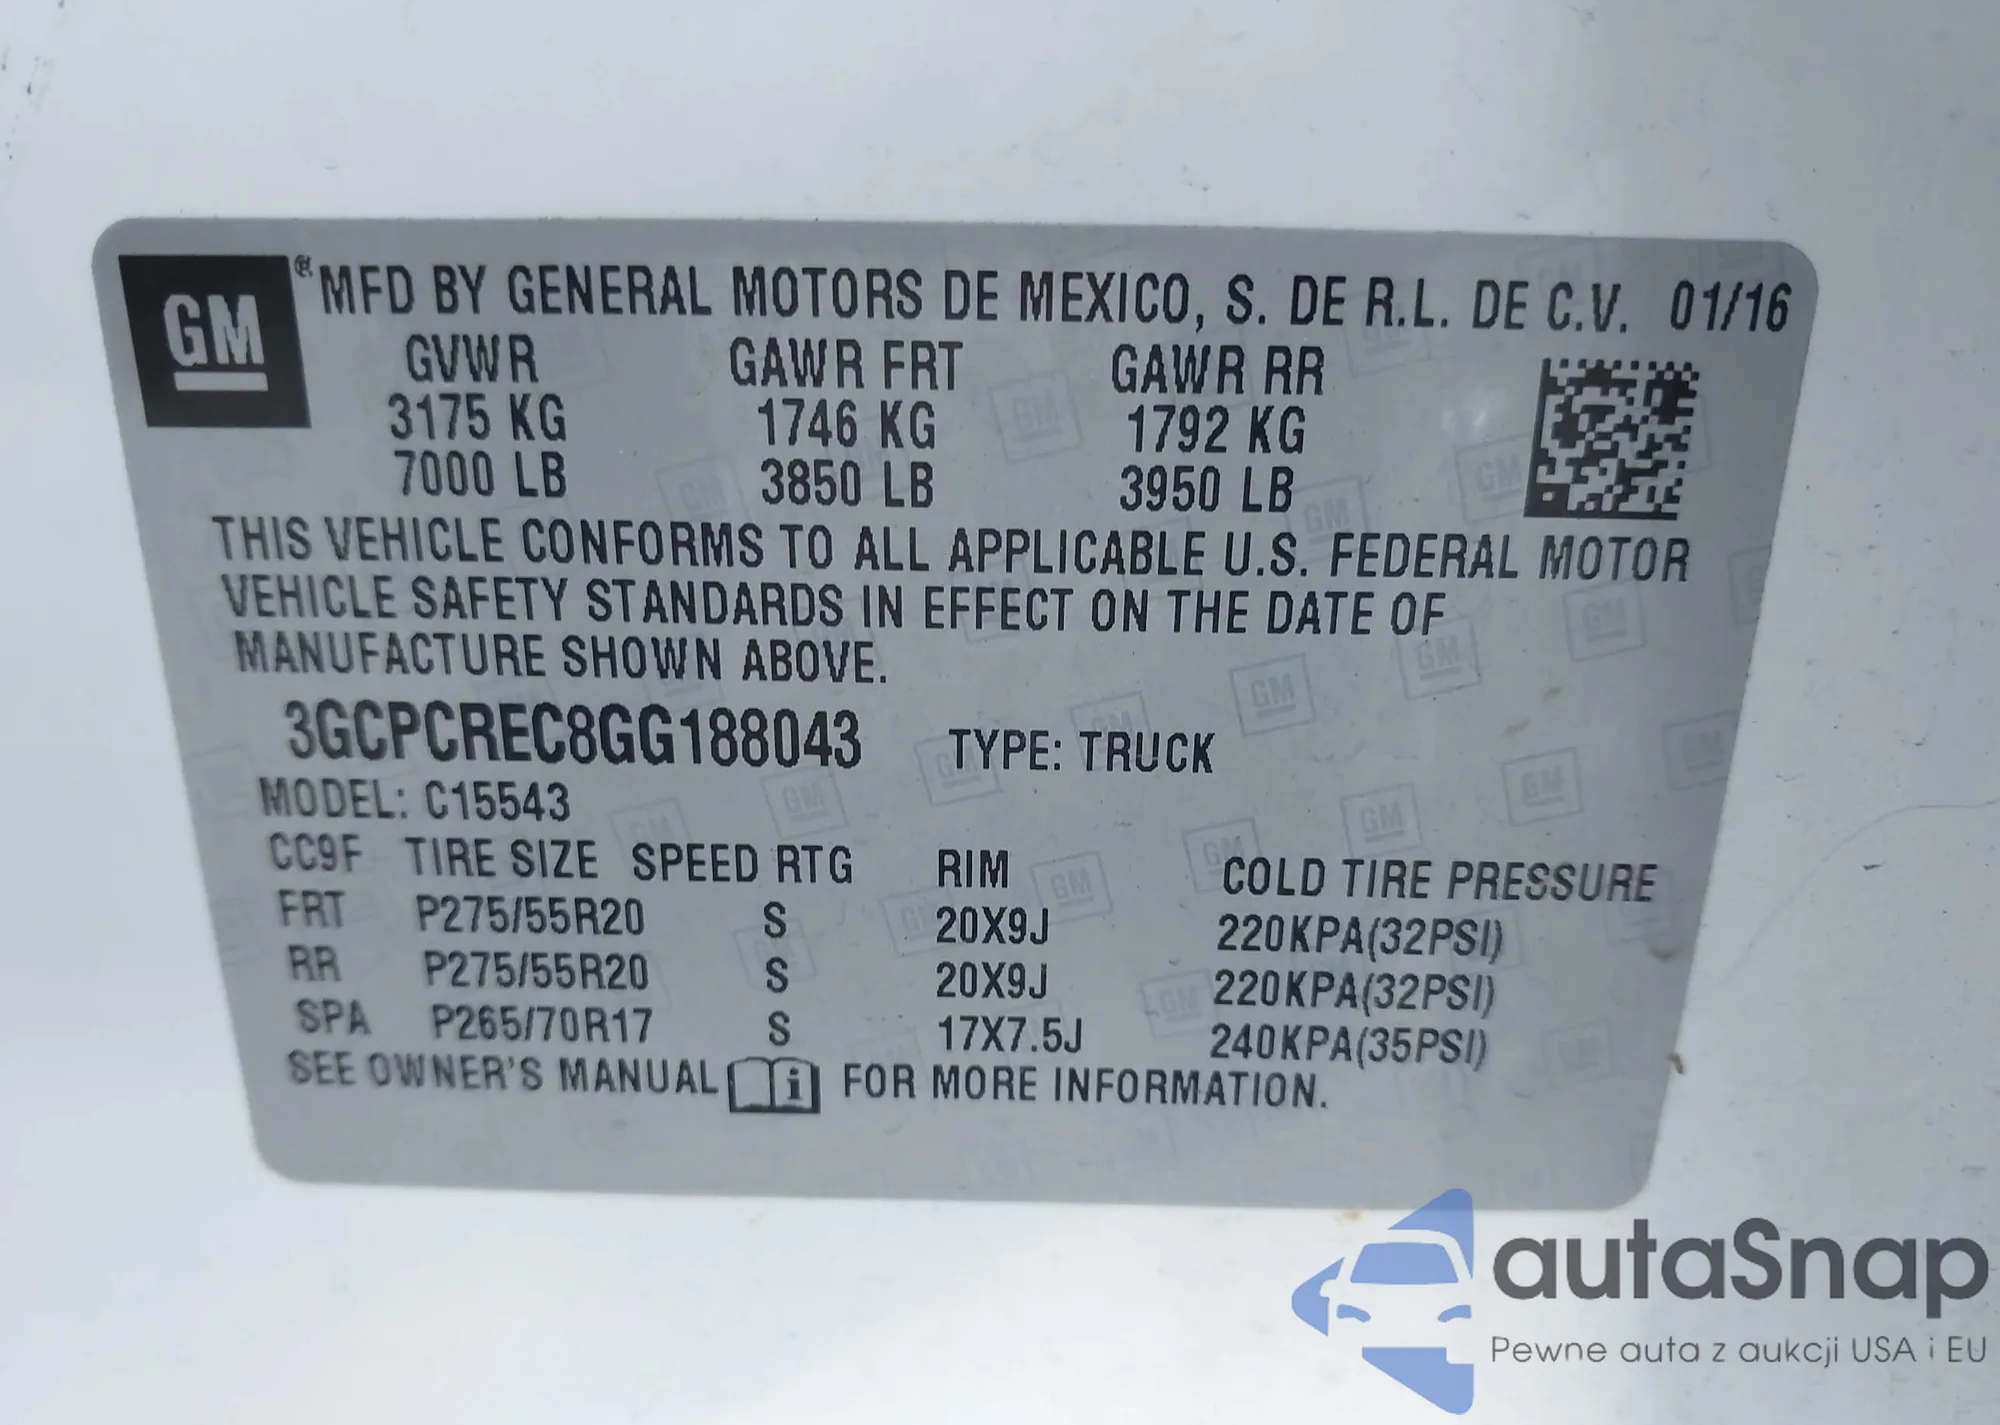 GM ® MFD BY GENERAL MOTORS DE MEXICO, S. DE R.L. DE C.V. 01/16
GVWR GAWR FRT GAWR RR
3175 KG 1746 KG 1792 KG
7000 LB 3850 LB 3950 LB
THIS VEHICLE CONFORMS TO ALL APPLICABLE U.S. FEDERAL MOTOR
VEHICLE SAFETY STANDARDS IN EFFECT ON THE DATE OF
MANUFACTURE SHOWN ABOVE.
3GCPCREC8GG188043 TYPE: TRUCK
MODEL: C15543
CC9F TIRE SIZE SPEED RTG RIM COLD TIRE PRESSURE
FRT P275/55R20 S 20X9J 220KPA(32PSI)
RR P275/55R20 S 20X9J 220KPA(32PSI)
SPA P265/70R17 S 17X7.5J 240KPA(35PSI)
SEE OWNER'S MANUAL i FOR MORE INFORMATION.
autaSnap
Pewne auta z aukcji USA i EU